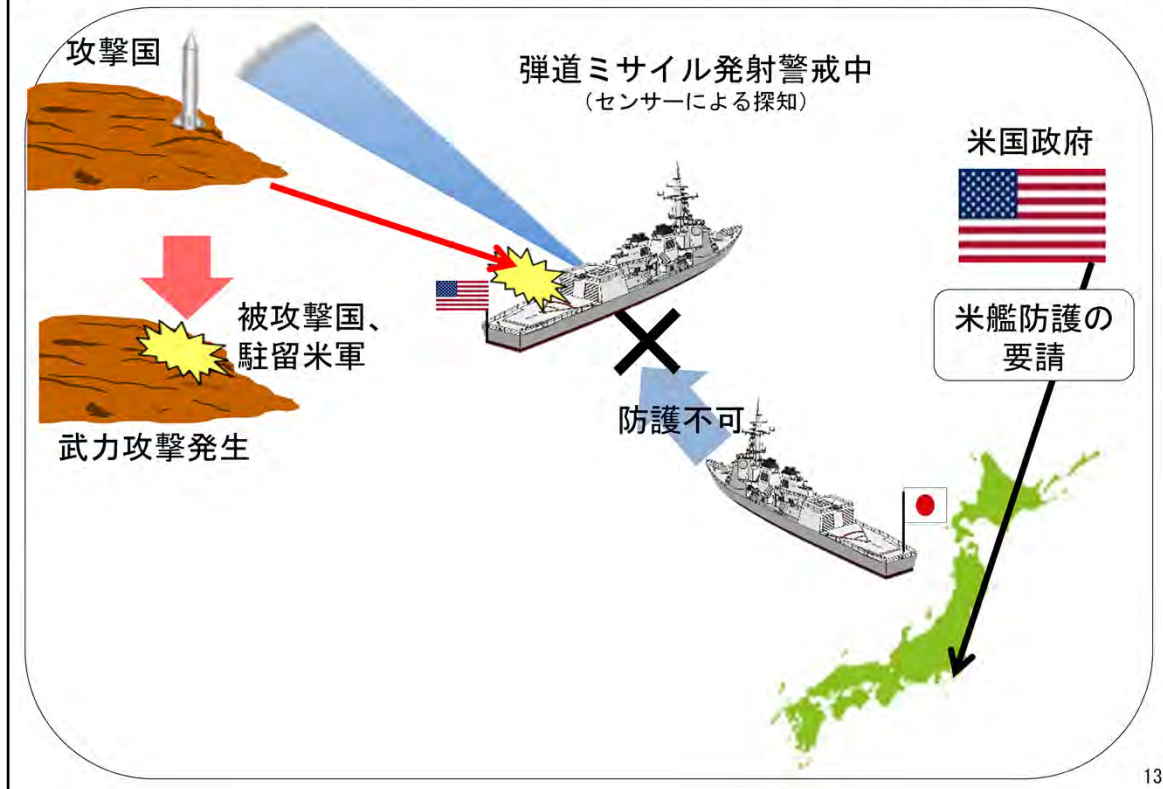 攻撃国
弾道ミサイル発射警戒中
(センサーによる探知)
米国政府
米艦防護の
要請
被攻撃国、
駐留米軍
武力攻撃発生
防護不可
13